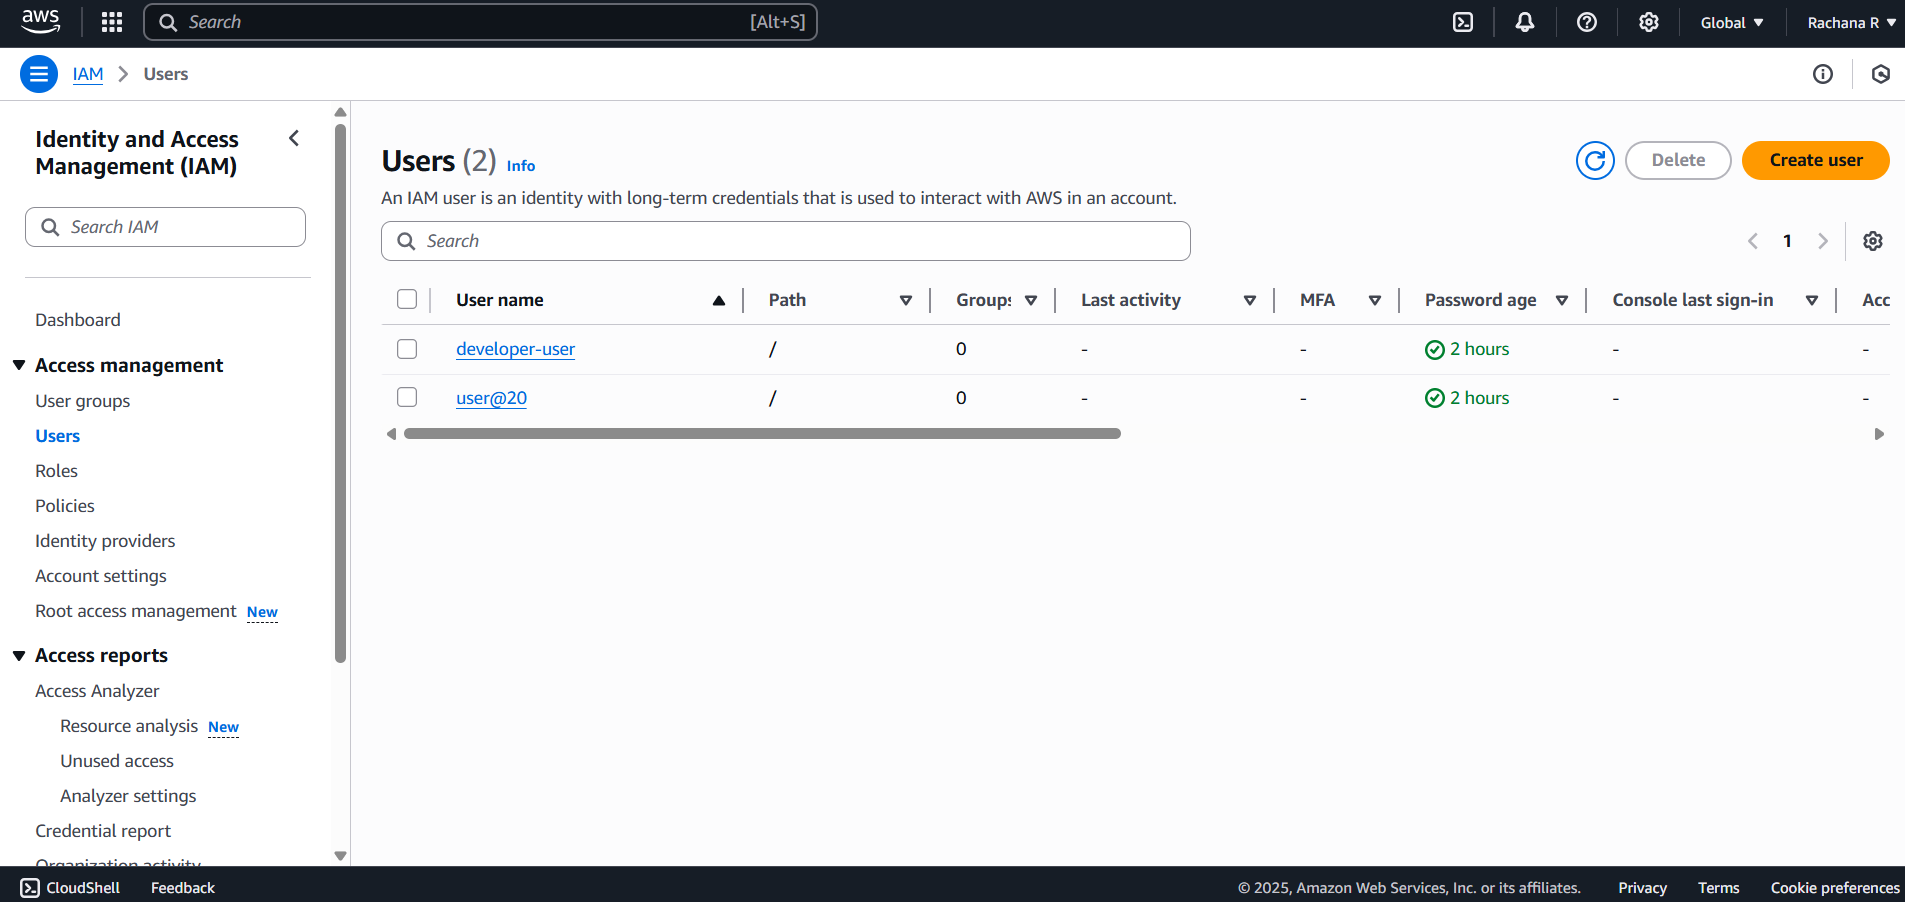 aws Search [Alt+S] Global Rachana R
IAM Users
Identity and Access
Management (IAM)
Search IAM
Dashboard
Access management
User groups
Users
Roles
Policies
Identity providers
Account settings
Root access management New
Access reports
Access Analyzer
Resource analysis New
Unused access
Analyzer settings
Credential report
Organization activity
Users (2) Info
Delete
Create user
An IAM user is an identity with long-term credentials that is used to interact with AWS in an account.
Search
1
User name Path Groups Last activity MFA Password age Console last sign-in Acc
developer-user / 0 - - 2 hours - -
user@20 / 0 - - 2 hours - -
CloudShell Feedback © 2025, Amazon Web Services, Inc. or its affiliates. Privacy Terms Cookie preferences